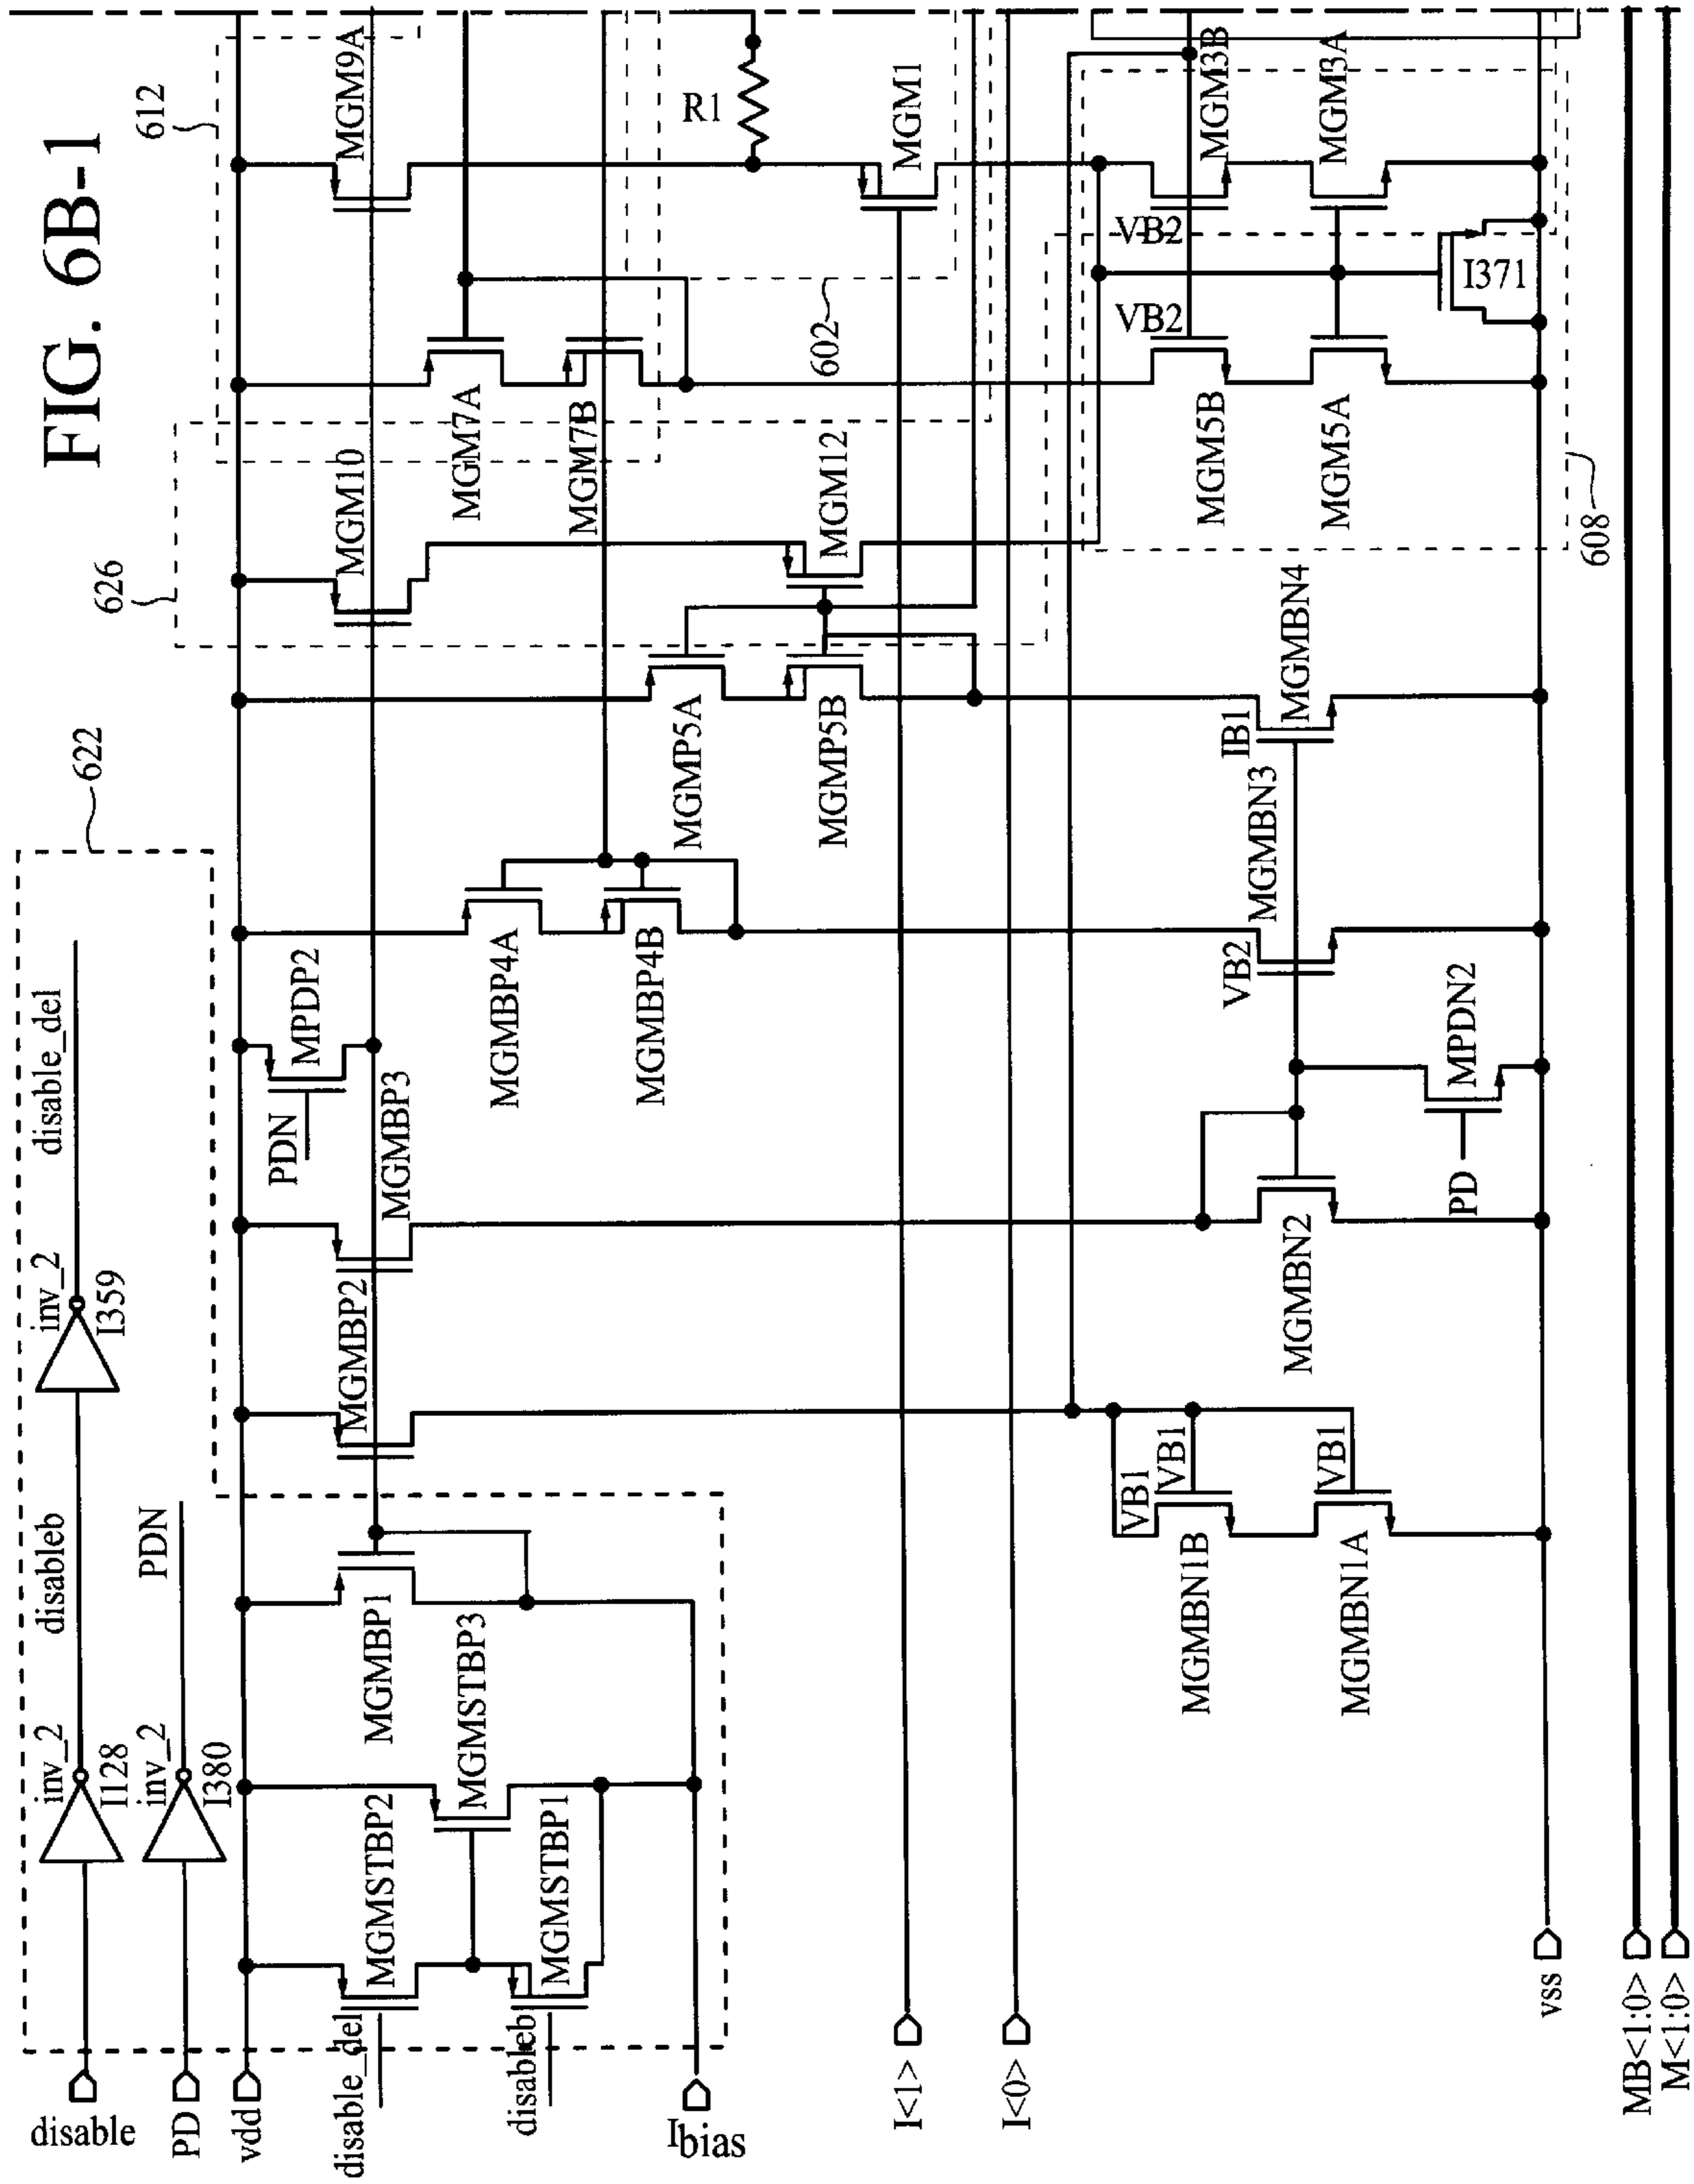 FIG. 6B-1
612
MGM9A
R1
MGM1
MGM3B
MGM3A
VB2
I371
602
VB2
MGM7A
MGM7B
MGM5B
MGM5A
608
626
MGM10
MGM12
MGMP5A
MGMP5B
IB1
MGMBN4
MGMBN3
622
disable_del
MPDP2
PDN
MGMBP4A
MGMBP4B
VB2
MPDN2
PD
MGMBP3
MGMBN2
inv_2
I359
MGMBP2
disableb
PDN
VB1
VB1
VB1
MGMBN1B
MGMBN1A
MGMBP1
MGMSTBP3
inv_2
I128
inv_2
I380
MGMSTBP2
MGMSTBP1
disable_del
disableb
disable
PD
vdd
Ibias
I<1>
I<0>
vss
MB<1:0>
M<1:0>